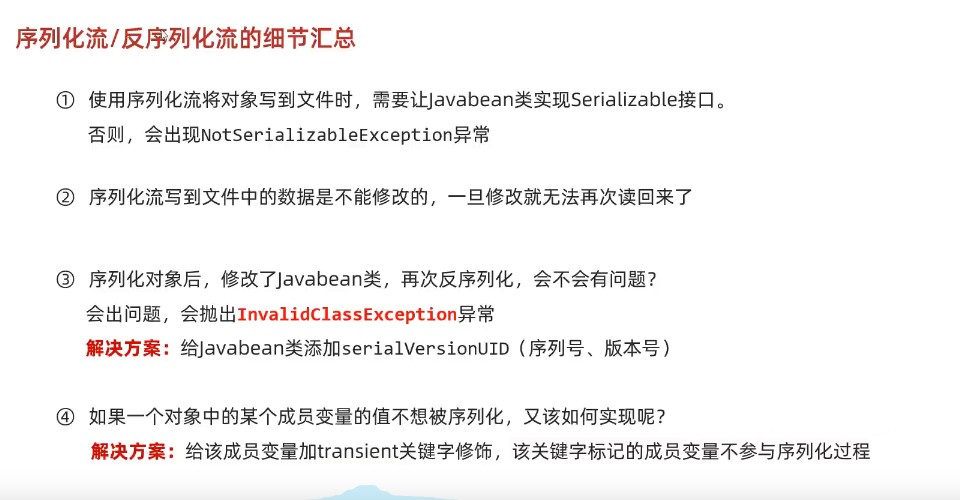 序列化流/反序列化流的细节汇总
① 使用序列化流将对象写到文件时，需要让Javabean类实现Serializable接口。
否则，会出现NotSerializableException异常
② 序列化流写到文件中的数据是不能修改的，一旦修改就无法再次读回来了
③ 序列化对象后，修改了Javabean类，再次反序列化，会不会有问题？
会出问题，会抛出InvalidClassException异常
解决方案：给Javabean类添加serialVersionUID（序列号、版本号）
④ 如果一个对象中的某个成员变量的值不想被序列化，又该如何实现呢？
解决方案：给该成员变量加transient关键字修饰，该关键字标记的成员变量不参与序列化过程